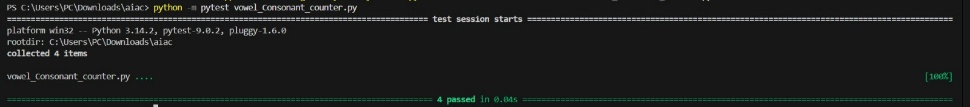 PS C:\Users\PC\Downloads\aiac> python -m pytest vowel_Consonant_counter.py
test session starts
platform win32 -- Python 3.14.2, pytest-9.0.2, pluggy-1.6.0
rootdir: C:\Users\PC\Downloads\aiac
collected 4 items
vowel_Consonant_counter.py .... [100%]
4 passed in 0.04s